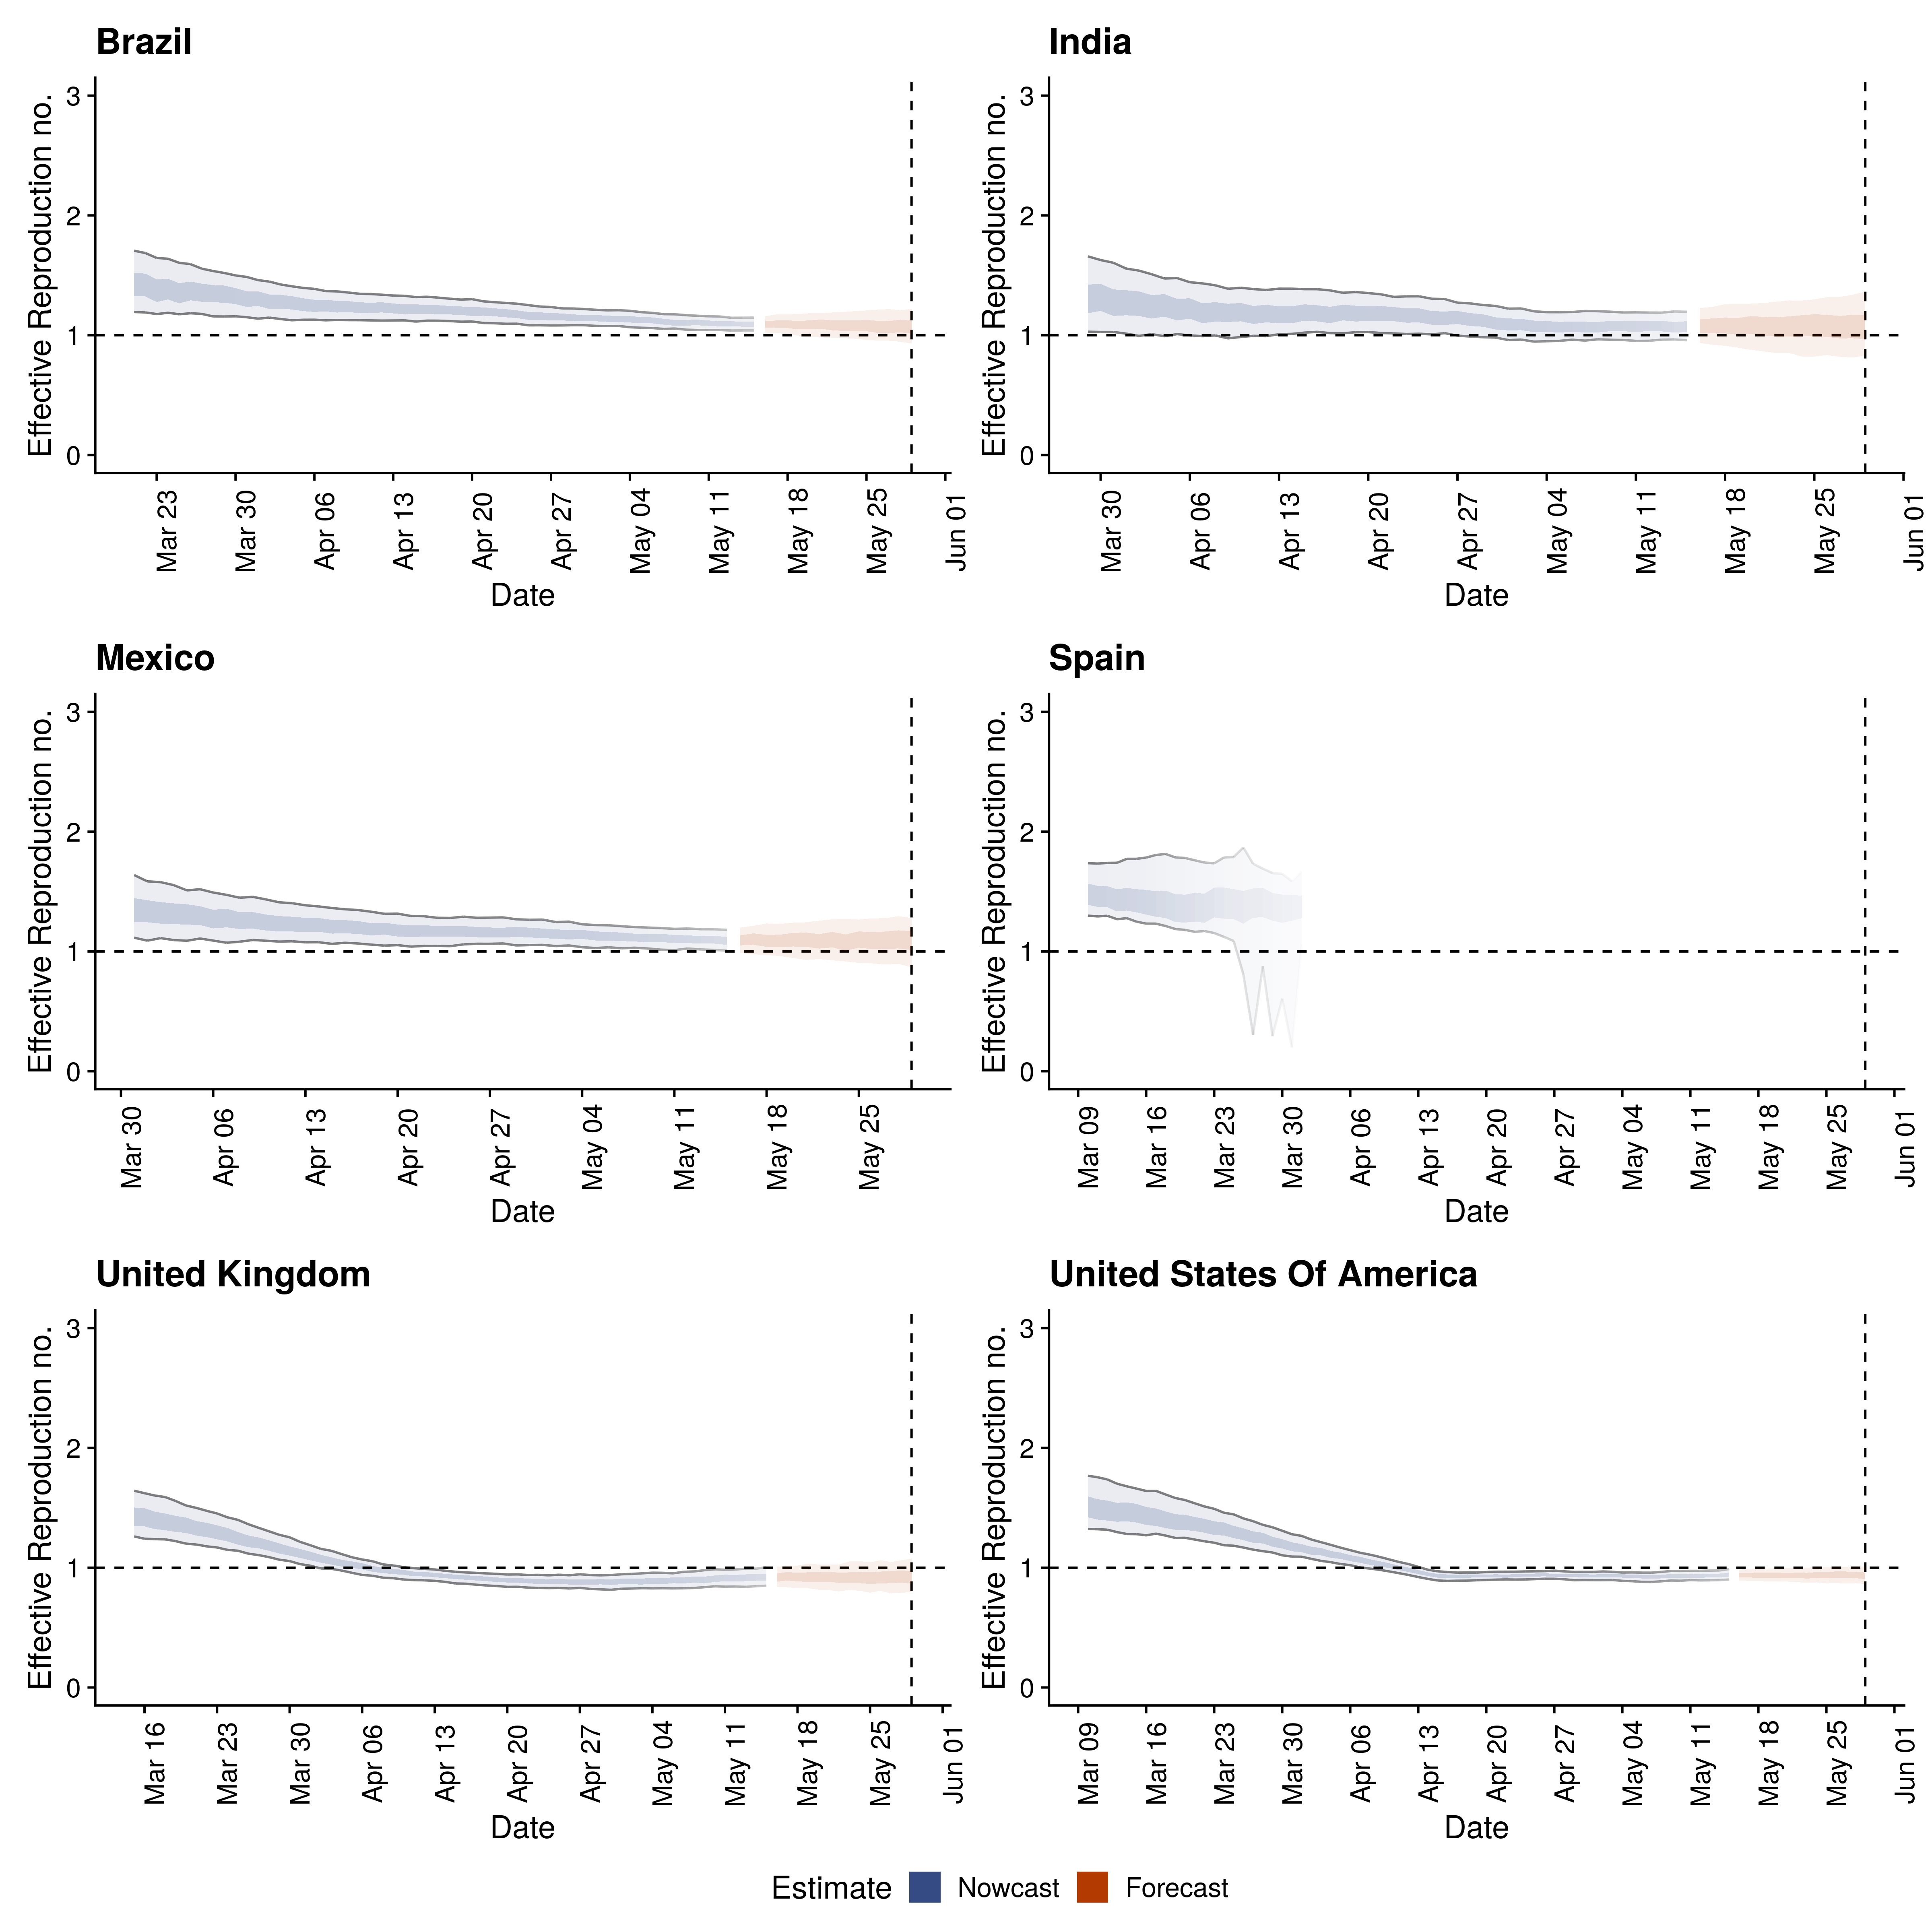 Brazil
Effective Reproduction no.
3
2
1
0
Mar 23 Mar 30 Apr 06 Apr 13 Apr 20 Apr 27 May 04 May 11 May 18 May 25 Jun 01
Date
India
Effective Reproduction no.
3
2
1
0
Mar 30 Apr 06 Apr 13 Apr 20 Apr 27 May 04 May 11 May 18 May 25 Jun 01
Date
Mexico
Effective Reproduction no.
3
2
1
0
Mar 30 Apr 06 Apr 13 Apr 20 Apr 27 May 04 May 11 May 18 May 25
Date
Spain
Effective Reproduction no.
3
2
1
0
Mar 09 Mar 16 Mar 23 Mar 30 Apr 06 Apr 13 Apr 20 Apr 27 May 04 May 11 May 18 May 25 Jun 01
Date
United Kingdom
Effective Reproduction no.
3
2
1
0
Mar 16 Mar 23 Mar 30 Apr 06 Apr 13 Apr 20 Apr 27 May 04 May 11 May 18 May 25 Jun 01
Date
United States Of America
Effective Reproduction no.
3
2
1
0
Mar 09 Mar 16 Mar 23 Mar 30 Apr 06 Apr 13 Apr 20 Apr 27 May 04 May 11 May 18 May 25 Jun 01
Date
Estimate Nowcast Forecast